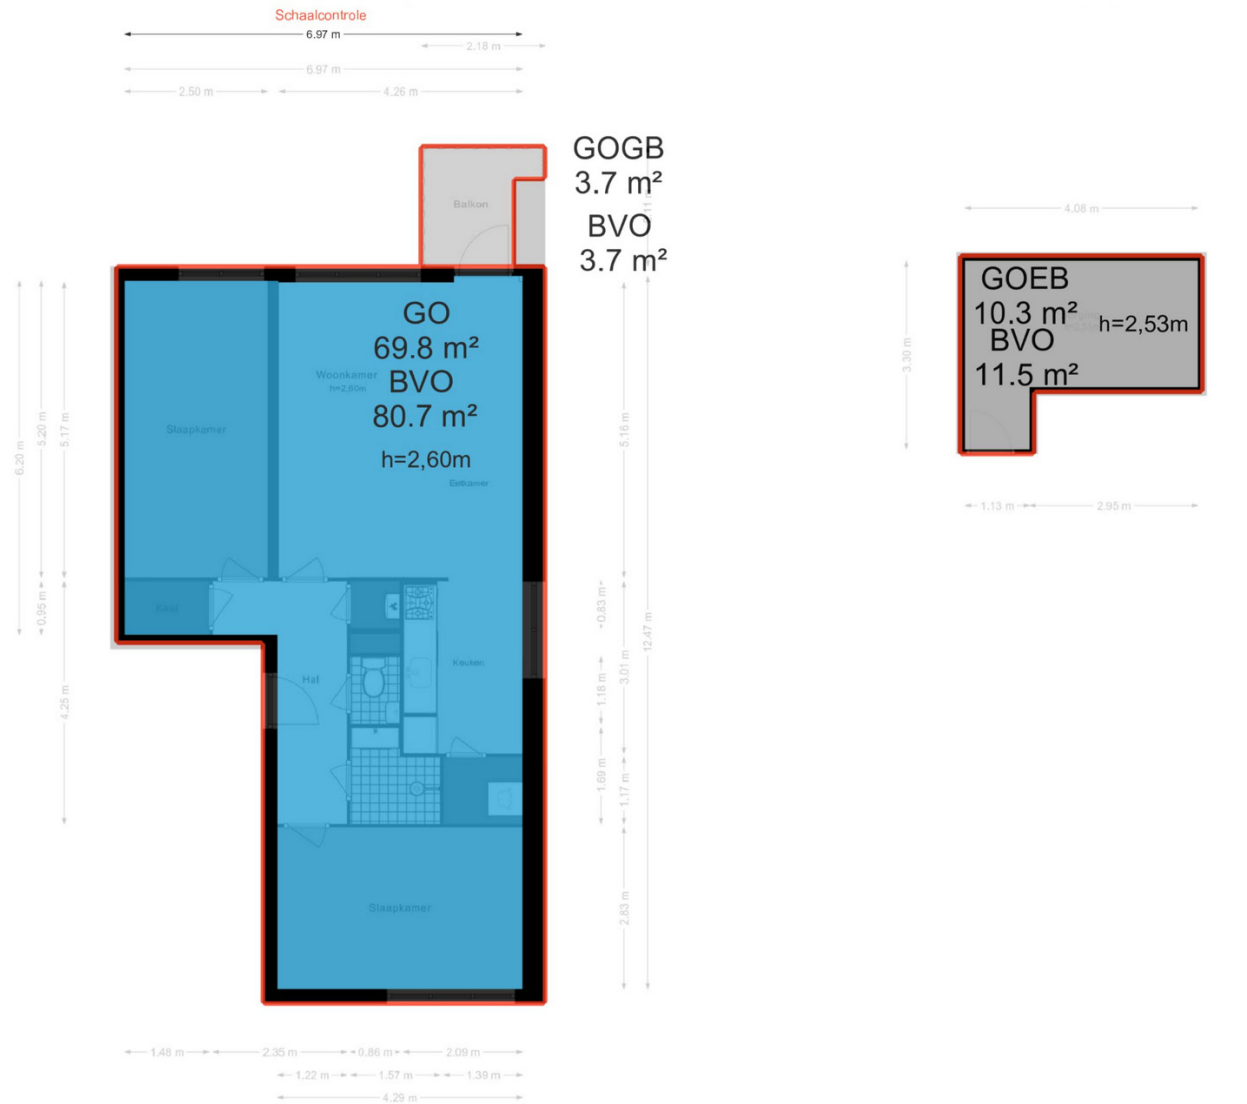 Schaalcontrole
6.97 m
2.18 m
6.97 m
2.50 m
4.26 m
GOGB
3.7 m²
BVO
3.7 m²
Balkon
GO
69.8 m²
BVO
80.7 m²
h=2,60m
Woonkamer
h=2,60m
Slaapkamer
Eetkamer
Kast
Hal
Keuken
Slaapkamer
6.20 m
5.20 m
5.17 m
0.95 m
4.25 m
5.16 m
12.47 m
0.83 m
3.01 m
1.18 m
1.69 m
1.17 m
2.83 m
1.48 m
2.35 m
0.86 m
2.09 m
1.22 m
1.57 m
1.39 m
4.29 m
4.08 m
3.30 m
GOEB
10.3 m²
BVO
11.5 m²
h=2,53m
1.13 m
2.95 m